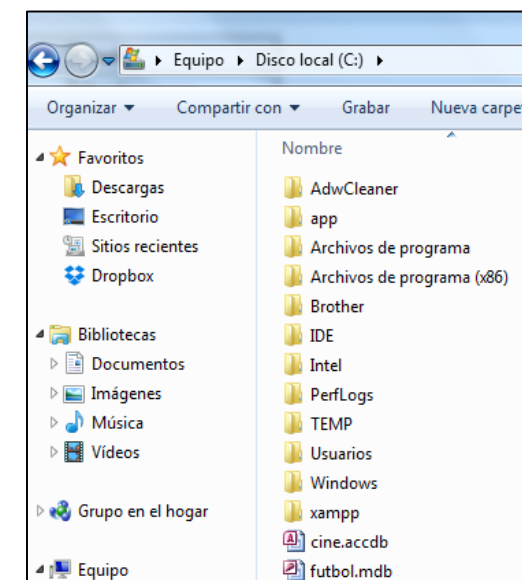 Equipo Disco local (C:)
Organizar Compartir con Grabar Nueva carpe
Favoritos
Descargas
Escritorio
Sitios recientes
Dropbox
Bibliotecas
Documentos
Imágenes
Música
Vídeos
Grupo en el hogar
Equipo
Nombre
AdwCleaner
app
Archivos de programa
Archivos de programa (x86)
Brother
IDE
Intel
PerfLogs
TEMP
Usuarios
Windows
xampp
cine.accdb
futbol.mdb